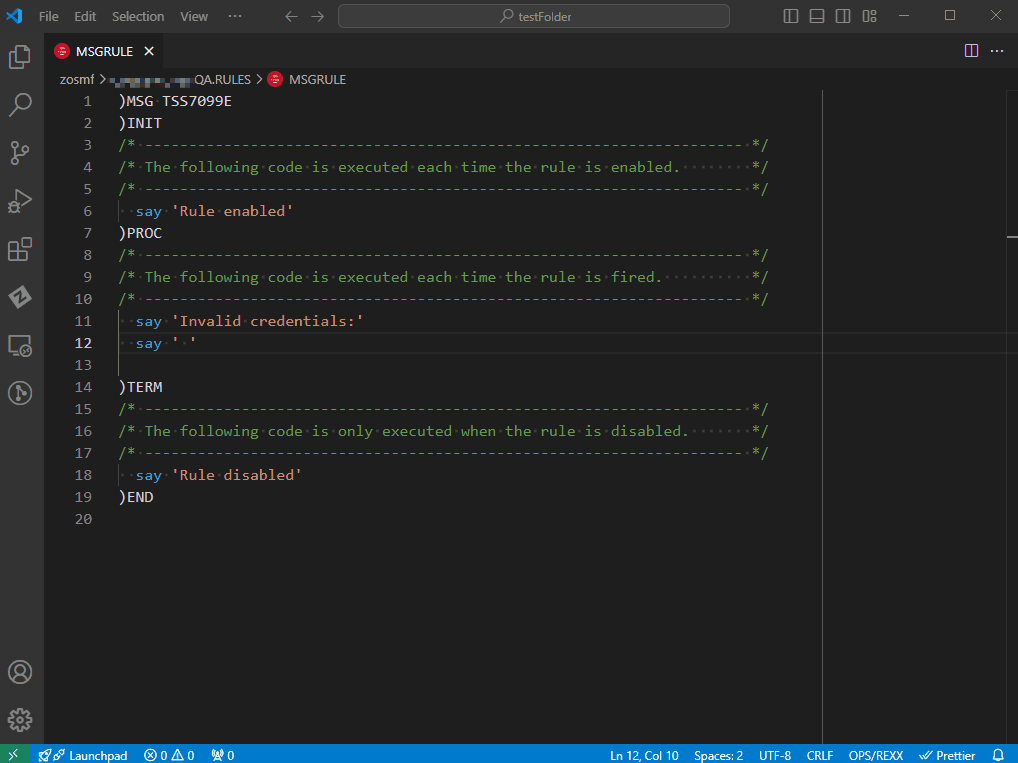 File Edit Selection View ··· testFolder
MSGRULE
zosmf > QA.RULES > MSGRULE
1 )MSG TSS7099E
2 )INIT
3 /* -------------------------------------------------------------------- */
4 /* The following code is executed each time the rule is enabled. */
5 /* -------------------------------------------------------------------- */
6 say 'Rule enabled'
7 )PROC
8 /* -------------------------------------------------------------------- */
9 /* The following code is executed each time the rule is fired. */
10 /* -------------------------------------------------------------------- */
11 say 'Invalid credentials:'
12 say ' '
13
14 )TERM
15 /* -------------------------------------------------------------------- */
16 /* The following code is only executed when the rule is disabled. */
17 /* -------------------------------------------------------------------- */
18 say 'Rule disabled'
19 )END
20
Launchpad 0 0 0 Ln 12, Col 10 Spaces: 2 UTF-8 CRLF OPS/REXX Prettier